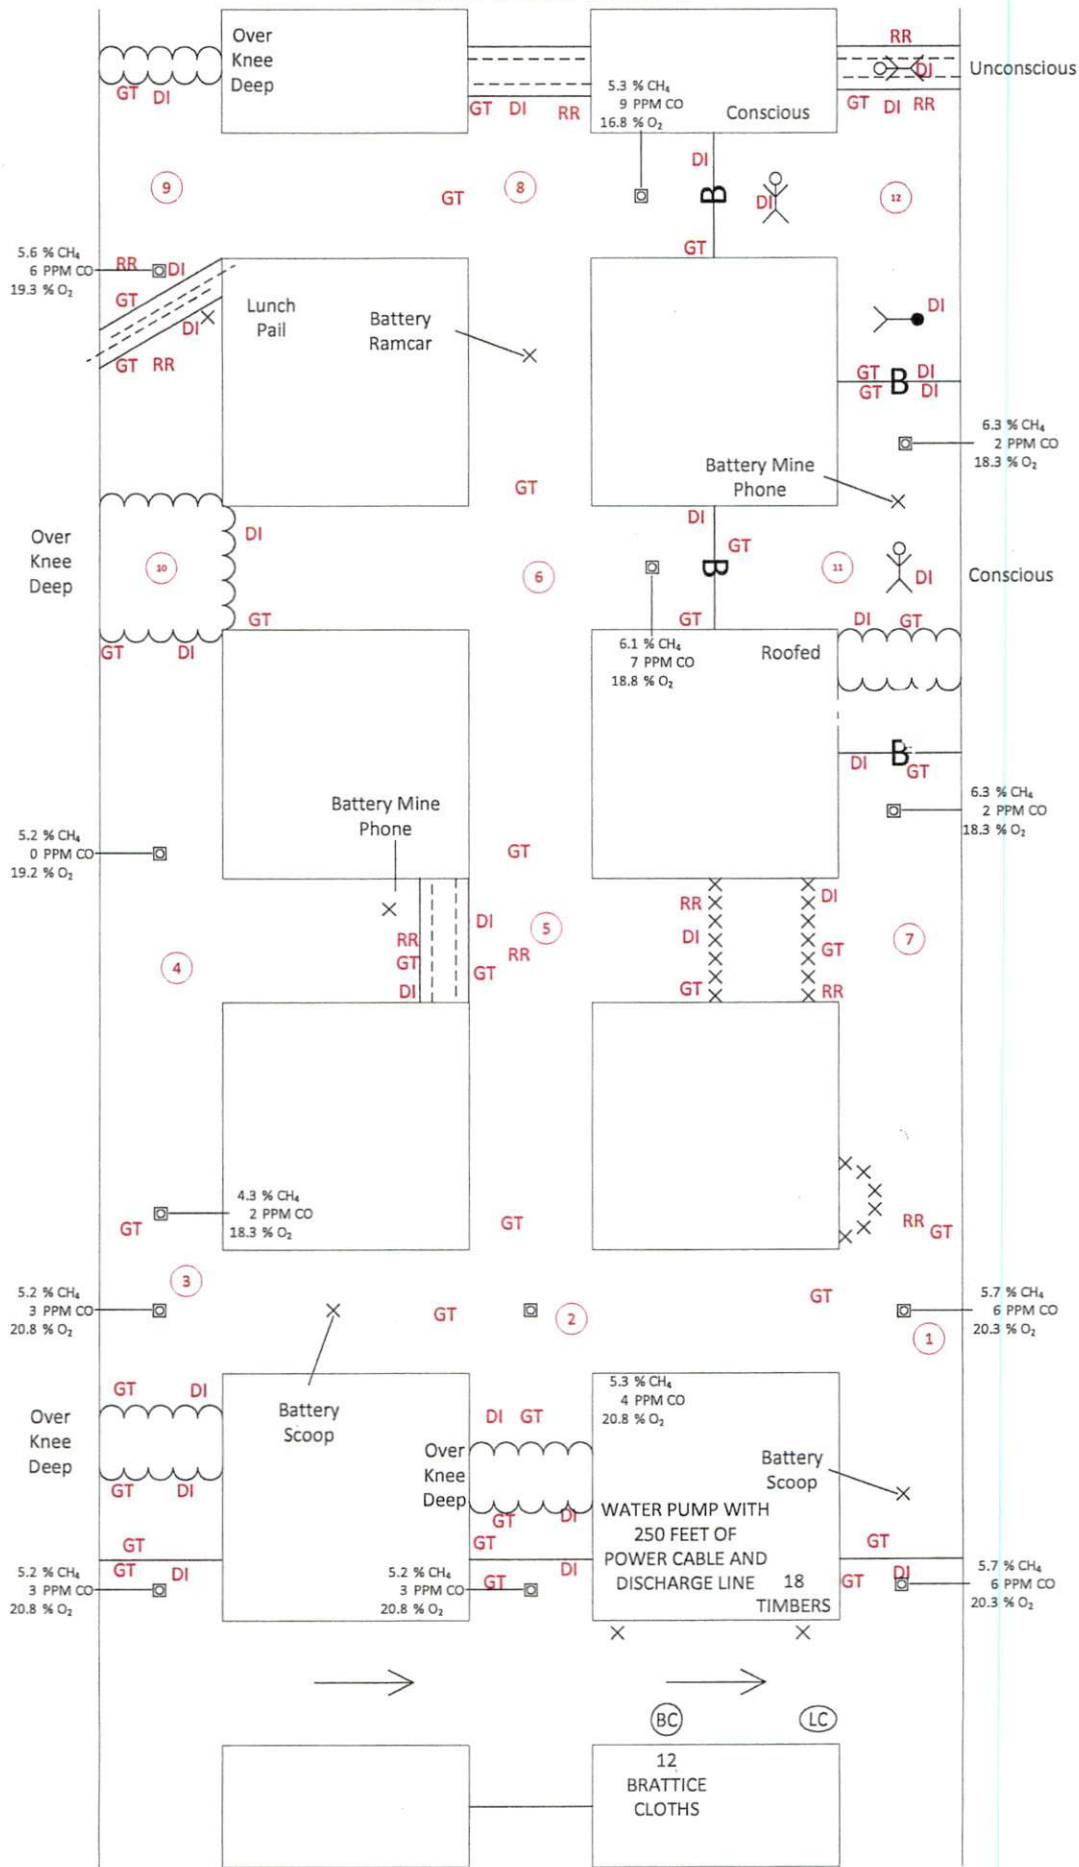 RR
Over
Knee
Deep
DI
Unconscious
GT DI
5.3 % CH₄
9 PPM CO
16.8 % O₂
GT DI RR
Conscious
GT DI RR
DI
9
8
GT
B
DI
12
GT
5.6 % CH₄
6 PPM CO
19.3 % O₂
RR
DI
GT
Lunch
Pail
DI
GT RR
Battery
Ramcar
DI
GT B DI
GT DI
6.3 % CH₄
2 PPM CO
18.3 % O₂
Battery Mine
Phone
GT
DI
GT
Over
Knee
Deep
DI
10
6
B
11
DI
Conscious
GT
GT
DI GT
GT DI
6.1 % CH₄
7 PPM CO
18.8 % O₂
Roofed
B
DI
GT
Battery Mine
Phone
6.3 % CH₄
2 PPM CO
18.3 % O₂
5.2 % CH₄
0 PPM CO
19.2 % O₂
GT
RR
DI
DI
5
RR
DI
RR
GT
DI
4
RR
GT
GT
GT
7
RR
4.3 % CH₄
2 PPM CO
18.3 % O₂
GT
GT
RR GT
3
5.2 % CH₄
3 PPM CO
20.8 % O₂
GT
2
GT
5.7 % CH₄
6 PPM CO
20.3 % O₂
1
GT DI
5.3 % CH₄
4 PPM CO
20.8 % O₂
Over
Knee
Deep
Battery
Scoop
DI GT
Over
Knee
Deep
Battery
Scoop
GT DI
GT DI
WATER PUMP WITH
250 FEET OF
POWER CABLE AND
DISCHARGE LINE
18
TIMBERS
GT
GT
GT
GT DI
DI
GT
DI
GT
5.2 % CH₄
3 PPM CO
20.8 % O₂
5.2 % CH₄
3 PPM CO
20.8 % O₂
5.7 % CH₄
6 PPM CO
20.3 % O₂
BC
LC
12
BRATTICE
CLOTHS